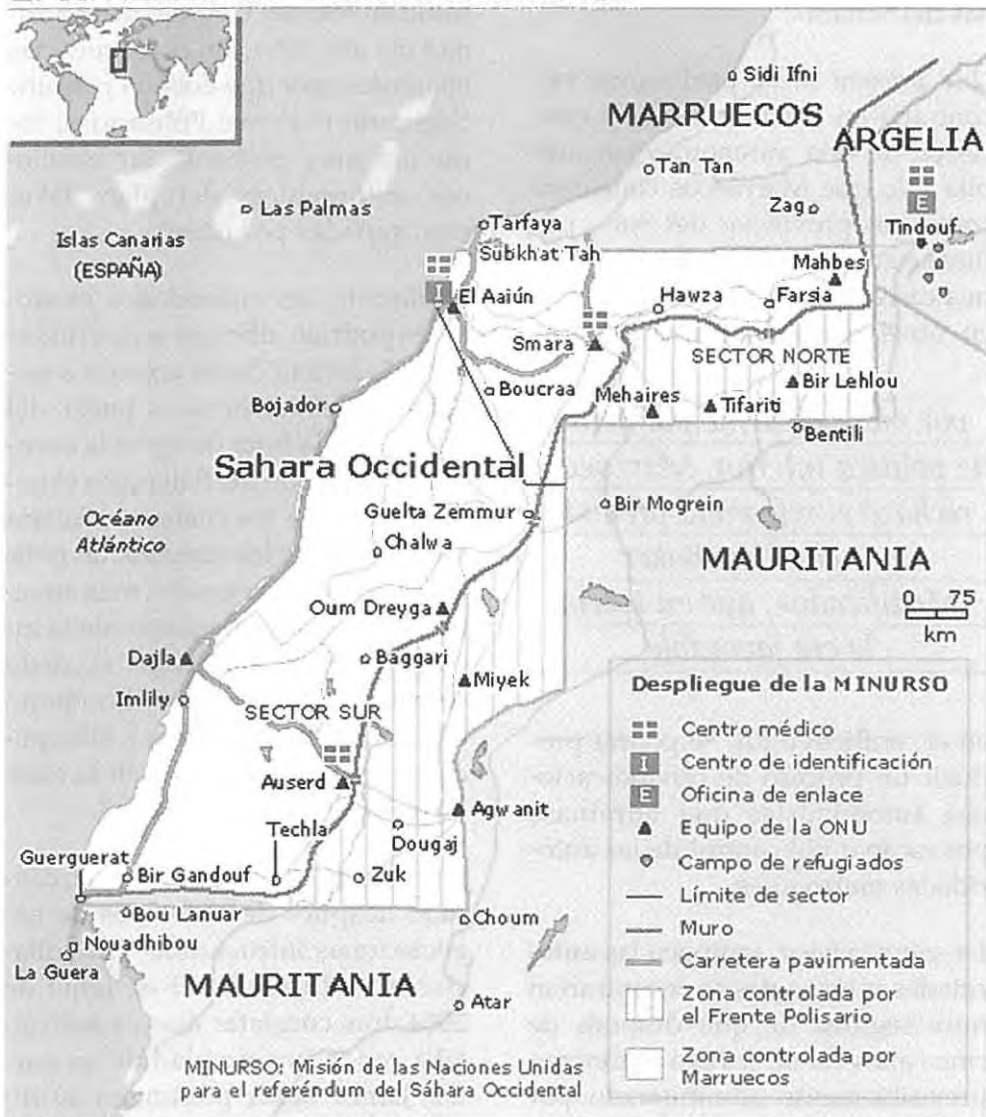 Sidi Ifni
MARRUECOS
ARGELIA
Tan Tan
Zag
E
Tindouf
Las Palmas
Islas Canarias
(ESPAÑA)
Tarfaya
Subkhat Tah
Mahbes
I
El Aaiún
Hawza
Farsia
Smara
SECTOR NORTE
Boucraa
Bir Lehlou
Mehaires
Tifariti
Bojador
Bentili
Sahara Occidental
Bir Mogrein
Guelta Zemmur
Océano
Atlántico
Chalwa
MAURITANIA
Oum Dreyga
0 75
km
Dajla
Baggari
Miyek
Imlily
SECTOR SUR
Auserd
Agwanit
Techla
Dougaj
Guerguerat
Bir Gandouf
Zuk
Bou Lanuar
Choum
Nouadhibou
La Guera
MAURITANIA
Atar
MINURSO: Misión de las Naciones Unidas
para el referéndum del Sáhara Occidental
Despliegue de la MINURSO
Centro médico
I Centro de identificación
E Oficina de enlace
Equipo de la ONU
Campo de refugiados
Límite de sector
Muro
Carretera pavimentada
Zona controlada por
el Frente Polisario
Zona controlada por
Marruecos